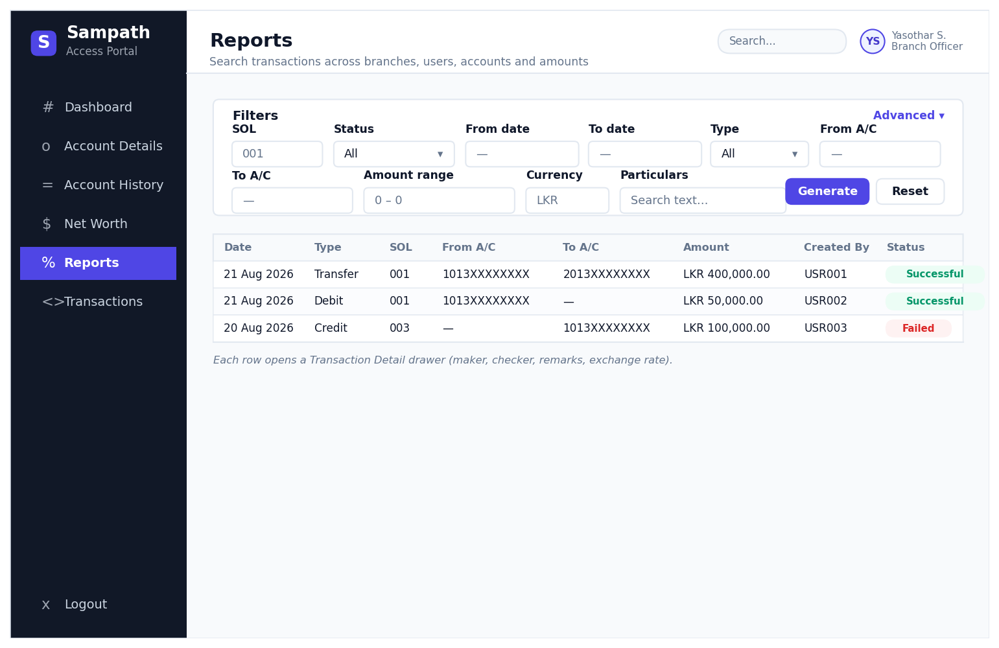 S Sampath
Access Portal
# Dashboard
o Account Details
= Account History
$ Net Worth
% Reports
<> Transactions
x Logout
Reports
Search transactions across branches, users, accounts and amounts
Search...
YS
Yasothar S.
Branch Officer
Filters
Advanced ▾
SOL Status From date To date Type From A/C
001 All ▾ — — All ▾ —
To A/C Amount range Currency Particulars
— 0 – 0 LKR Search text... Generate Reset
Date Type SOL From A/C To A/C Amount Created By Status
21 Aug 2026 Transfer 001 1013XXXXXXXX 2013XXXXXXXX LKR 400,000.00 USR001 Successful
21 Aug 2026 Debit 001 1013XXXXXXXX — LKR 50,000.00 USR002 Successful
20 Aug 2026 Credit 003 — 1013XXXXXXXX LKR 100,000.00 USR003 Failed
Each row opens a Transaction Detail drawer (maker, checker, remarks, exchange rate).